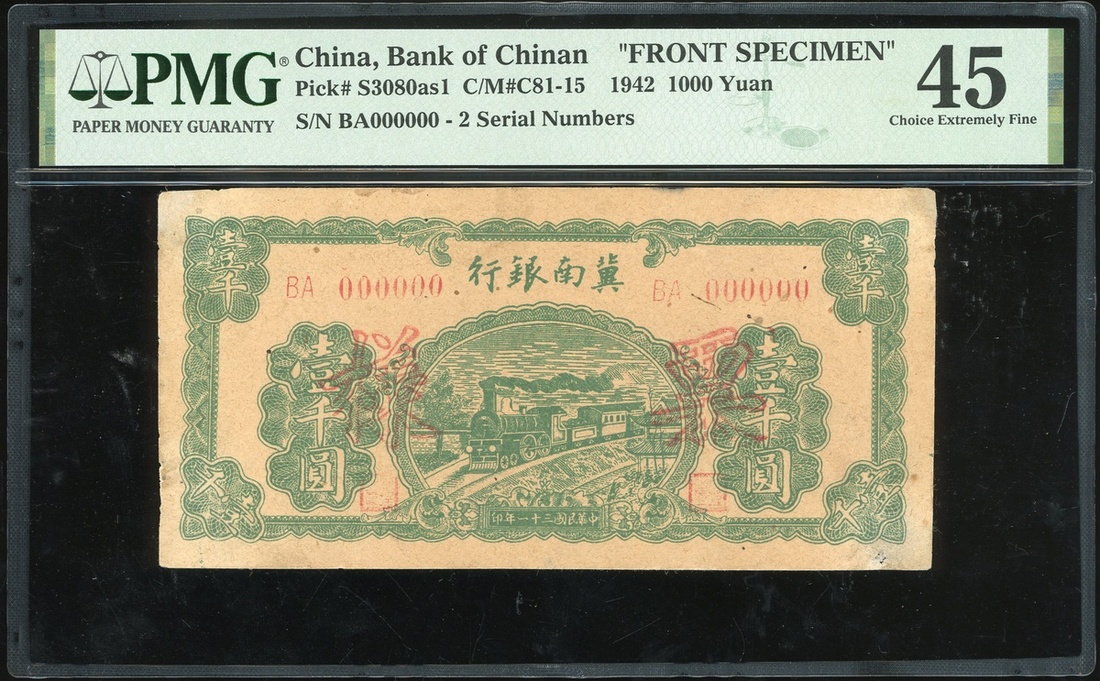 PMG®
PAPER MONEY GUARANTY
China, Bank of Chinan "FRONT SPECIMEN"
Pick# S3080as1 C/M#C81-15 1942 1000 Yuan
S/N BA000000 - 2 Serial Numbers
45
Choice Extremely Fine
壹千
壹千
冀南銀行
BA 000000
BA 000000
壹千圓
壹千圓
中華民國三十一年印